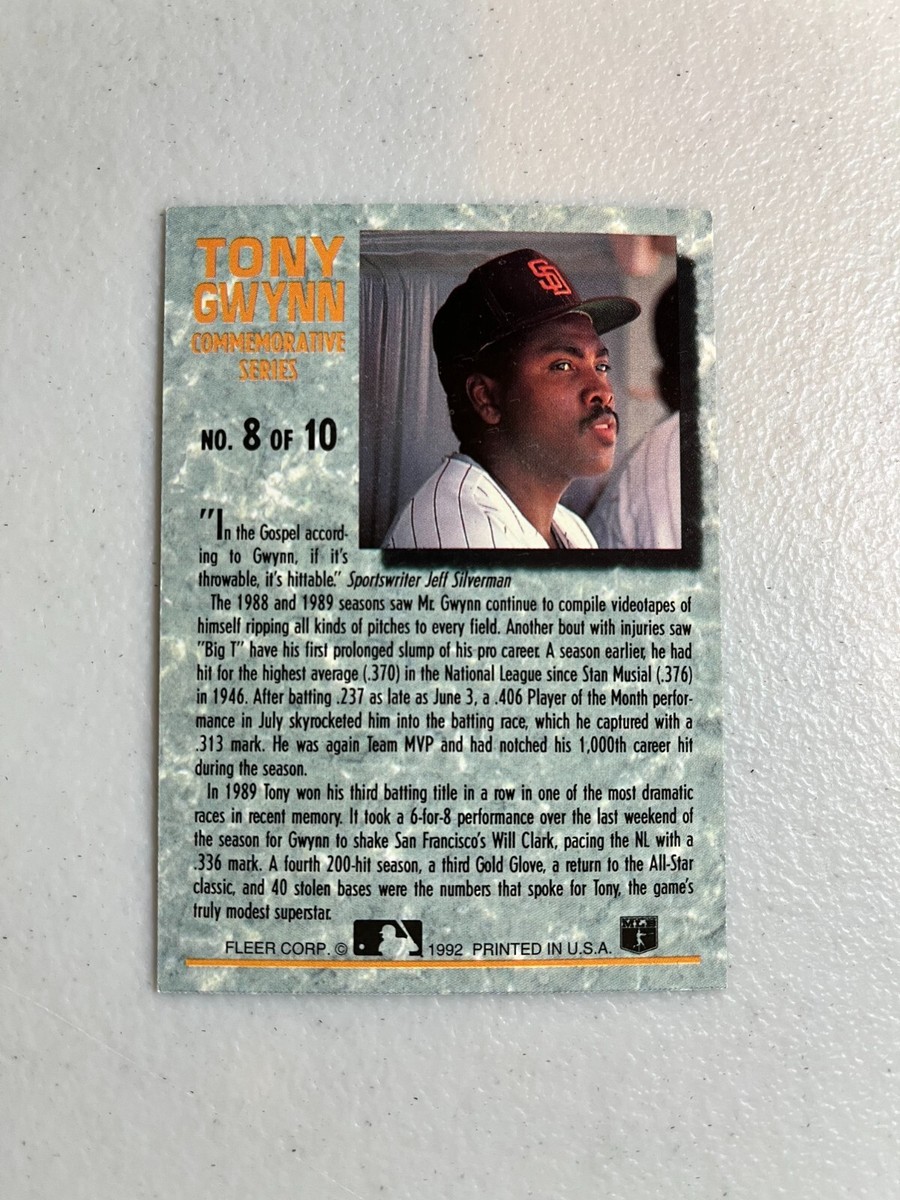 TONY
GWYNN
COMMEMORATIVE
SERIES
NO. 8 OF 10
SD
"In the Gospel accord-
ing to Gwynn, if it's
throwable, it's hittable." Sportswriter Jeff Silverman
The 1988 and 1989 seasons saw Mr. Gwynn continue to compile videotapes of
himself ripping all kinds of pitches to every field. Another bout with injuries saw
"Big T" have his first prolonged slump of his pro career. A season earlier, he had
hit for the highest average (.370) in the National League since Stan Musial (.376)
in 1946. After batting .237 as late as June 3, a .406 Player of the Month perfor-
mance in July skyrocketed him into the batting race, which he captured with a
.313 mark. He was again Team MVP and had notched his 1,000th career hit
during the season.
In 1989 Tony won his third batting title in a row in one of the most dramatic
races in recent memory. It took a 6-for-8 performance over the last weekend of
the season for Gwynn to shake San Francisco's Will Clark, pacing the NL with a
.336 mark. A fourth 200-hit season, a third Gold Glove, a return to the All-Star
classic, and 40 stolen bases were the numbers that spoke for Tony, the game's
truly modest superstar.
FLEER CORP. © 1992 PRINTED IN U.S.A.